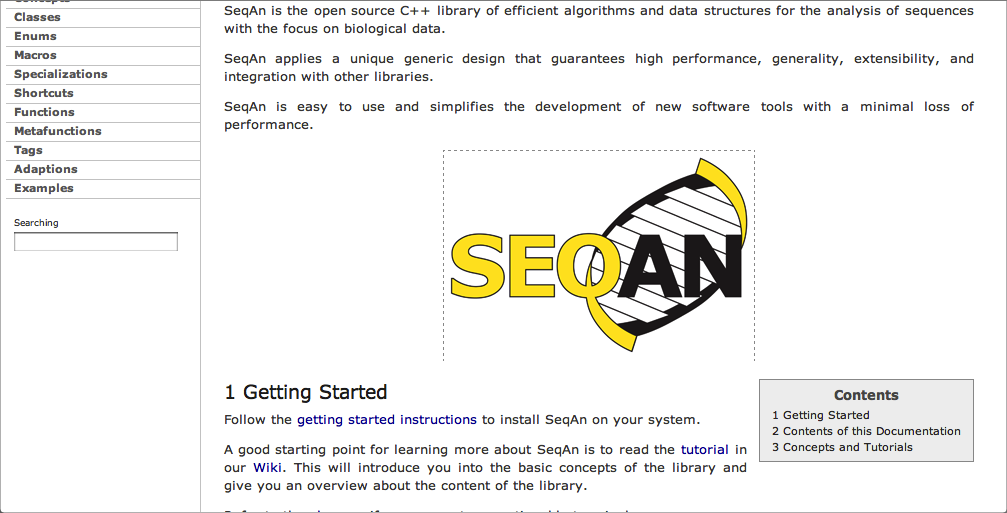 Classes
Enums
Macros
Specializations
Shortcuts
Functions
Metafunctions
Tags
Adaptions
Examples
Searching
SeqAn is the open source C++ library of efficient algorithms and data structures for the analysis of sequences
with the focus on biological data.
SeqAn applies a unique generic design that guarantees high performance, generality, extensibility, and
integration with other libraries.
SeqAn is easy to use and simplifies the development of new software tools with a minimal loss of
performance.
SEQAN
1 Getting Started
Follow the getting started instructions to install SeqAn on your system.
A good starting point for learning more about SeqAn is to read the tutorial in
our Wiki. This will introduce you into the basic concepts of the library and
give you an overview about the content of the library.
Contents
1 Getting Started
2 Contents of this Documentation
3 Concepts and Tutorials